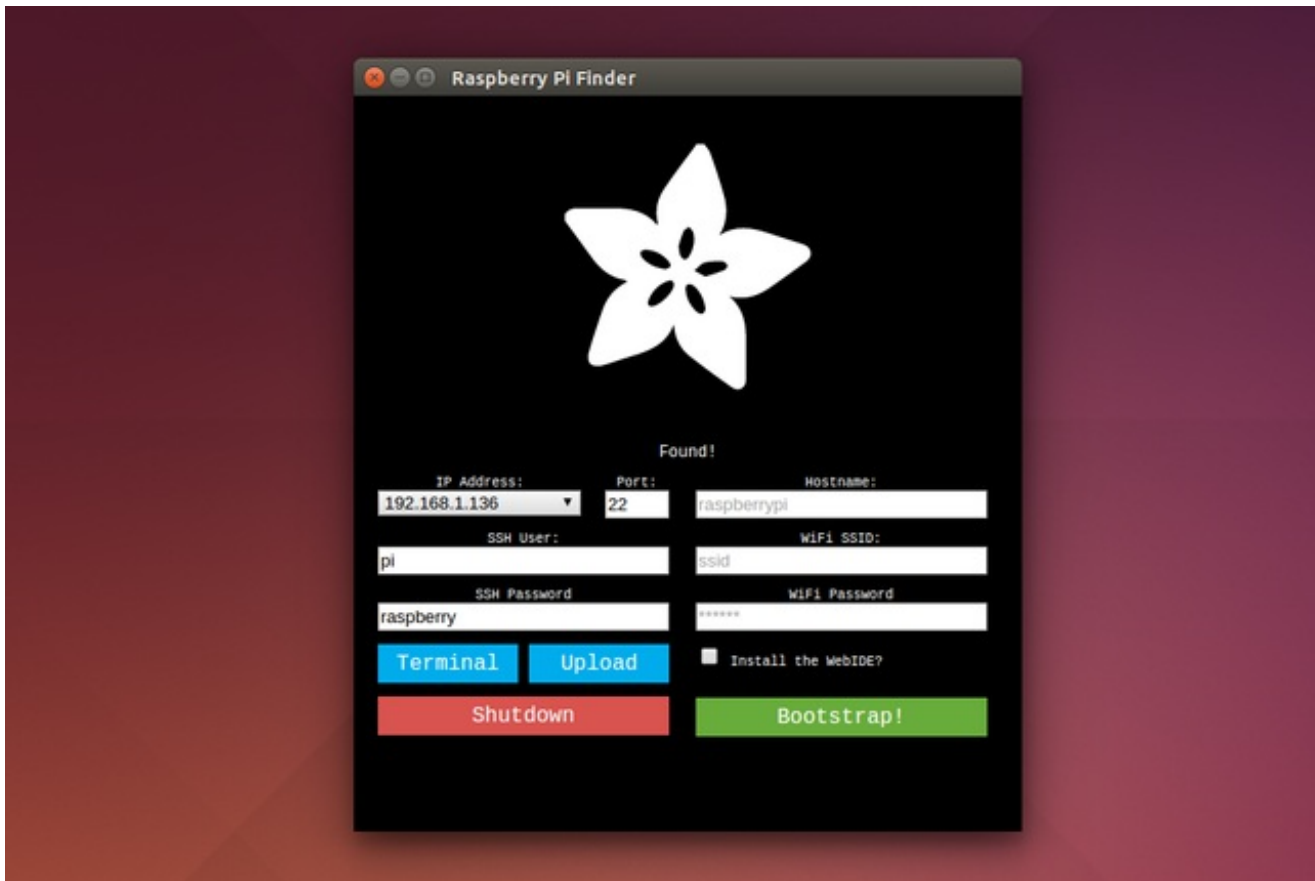 Raspberry Pi Finder
Found!
IP Address: Port: Hostname:
192.168.1.136 22 raspberrypi
SSH User: WiFi SSID:
pi ssid
SSH Password WiFi Password
raspberry ******
Terminal Upload Install the WebIDE?
Shutdown Bootstrap!